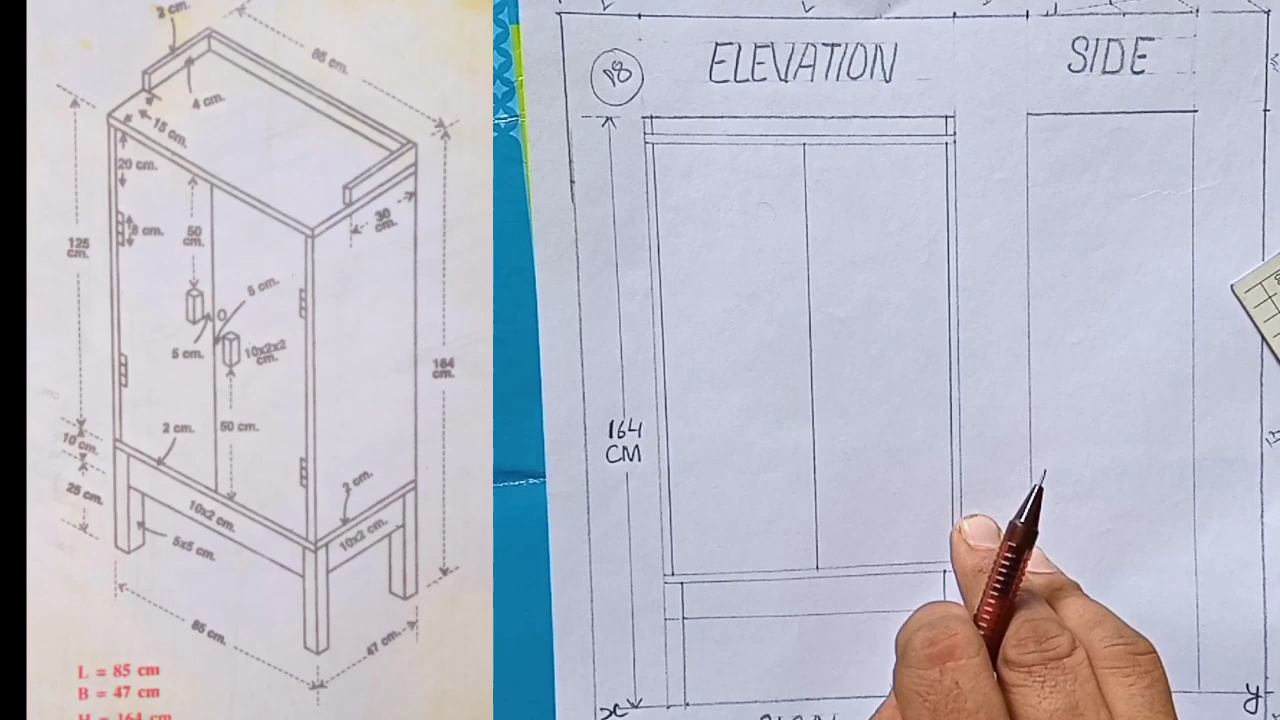 2 cm.
85 cm.
4 cm.
15 cm.
20 cm.
8 cm.
50
cm.
125
cm.
30
cm.
5 cm.
5 cm.
10x2x2
cm.
164
cm.
2 cm.
50 cm.
10 cm.
25 cm.
10x2 cm.
2 cm.
10x2 cm.
5x5 cm.
85 cm.
47 cm.
L = 85 cm
B = 47 cm
H = 164 cm
18
ELEVATION
SIDE
164
CM
x
y